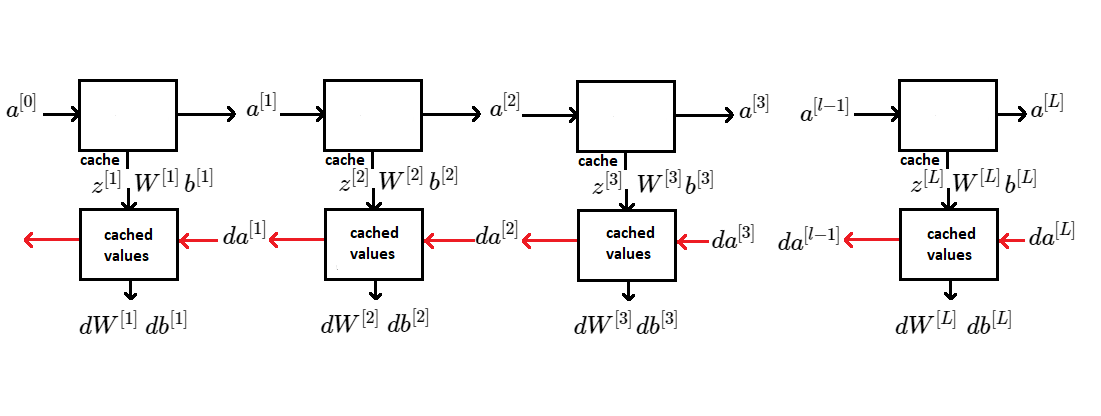 a^{[0]} a^{[1]} a^{[2]} a^{[3]} a^{[l-1]} a^{[L]}
cache cache cache cache
z^{[1]} W^{[1]} b^{[1]} z^{[2]} W^{[2]} b^{[2]} z^{[3]} W^{[3]} b^{[3]} z^{[L]} W^{[L]} b^{[L]}
cached cached cached cached
values values values values
da^{[1]} da^{[2]} da^{[3]} da^{[l-1]} da^{[L]}
dW^{[1]} db^{[1]} dW^{[2]} db^{[2]} dW^{[3]} db^{[3]} dW^{[L]} db^{[L]}